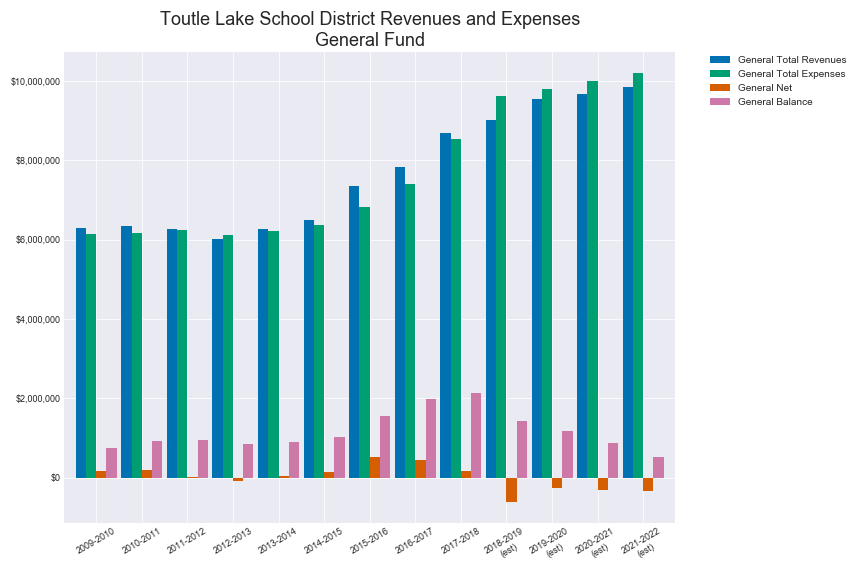 Toutle Lake School District Revenues and Expenses
General Fund
General Total Revenues
General Total Expenses
General Net
General Balance
$10,000,000
$8,000,000
$6,000,000
$4,000,000
$2,000,000
$0
2009-2010
2010-2011
2011-2012
2012-2013
2013-2014
2014-2015
2015-2016
2016-2017
2017-2018
2018-2019
(est)
2019-2020
(est)
2020-2021
(est)
2021-2022
(est)